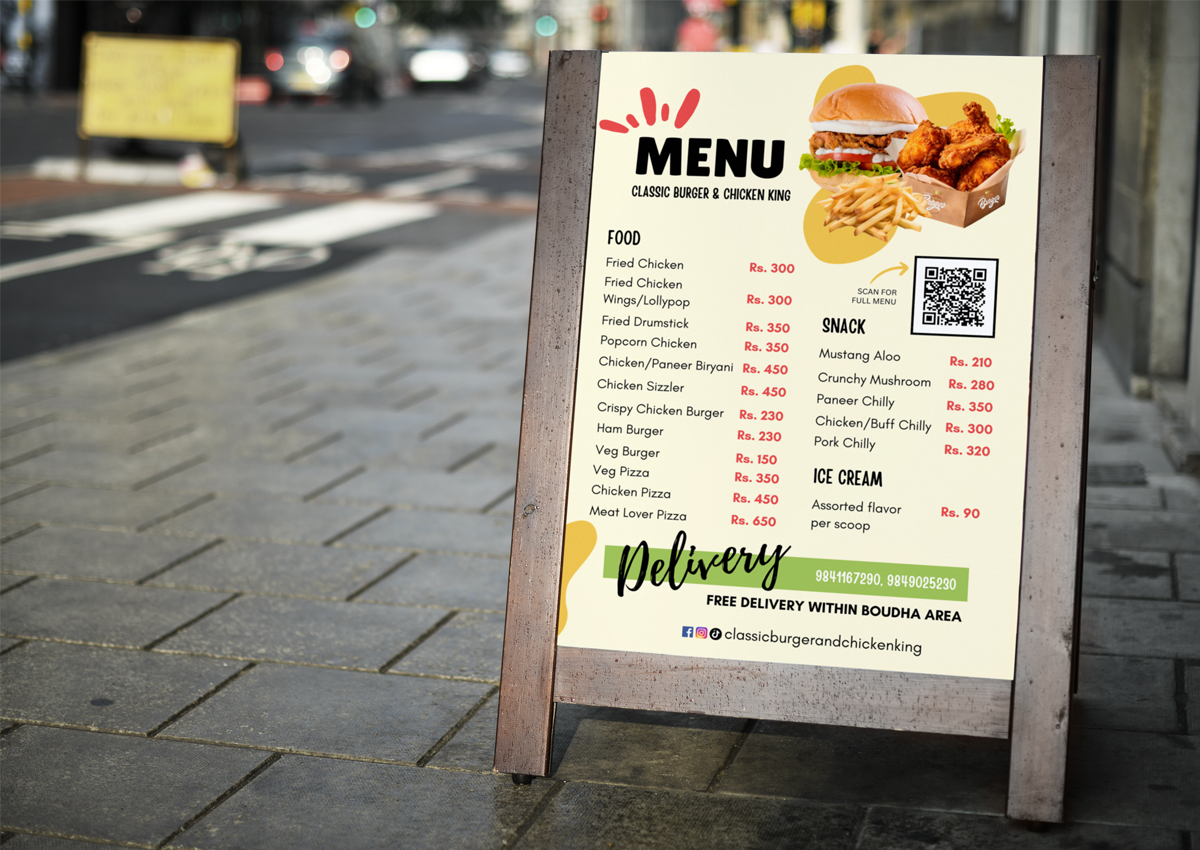 MENU
CLASSIC BURGER & CHICKEN KING
FOOD
Fried Chicken Rs. 300
Fried Chicken
Wings/Lollypop Rs. 300
Fried Drumstick Rs. 350
Popcorn Chicken Rs. 350
Chicken/Paneer Biryani Rs. 450
Chicken Sizzler Rs. 450
Crispy Chicken Burger Rs. 230
Ham Burger Rs. 230
Veg Burger Rs. 150
Veg Pizza Rs. 350
Chicken Pizza Rs. 450
Meat Lover Pizza Rs. 650
SCAN FOR
FULL MENU
SNACK
Mustang Aloo Rs. 210
Crunchy Mushroom Rs. 280
Paneer Chilly Rs. 350
Chicken/Buff Chilly Rs. 300
Pork Chilly Rs. 320
ICE CREAM
Assorted flavor
per scoop Rs. 90
Delivery 9841167290, 9849025230
FREE DELIVERY WITHIN BOUDHA AREA
classicburgerandchickenking